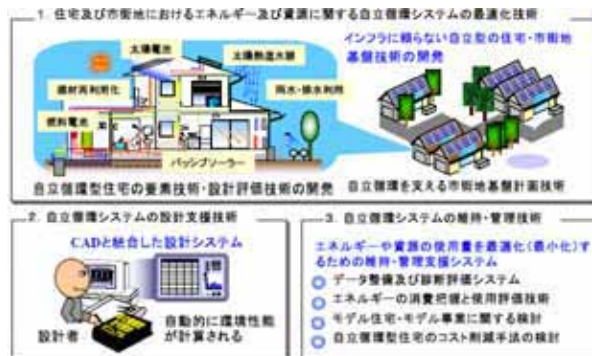 1. 住宅及び市街地におけるエネルギー及び資源に関する自立循環システムの最適化技術
太陽電池
太陽熱温水器
建材再利用化
雨水・排水利用
燃料電池
パッシブソーラー
自立循環型住宅の要素技術・設計評価技術の開発
インフラに頼らない自立型の住宅・市街地
基盤技術の開発
自立循環を支える市街地基盤計画技術
2. 自立循環システムの設計支援技術
CADと統合した設計システム
設計者
自動的に環境性能
が計算される
3. 自立循環システムの維持・管理技術
エネルギーや資源の使用量を最適化(最小化)す
るための維持・管理支援システム
データ整備及び診断評価システム
エネルギーの消費把握と使用評価技術
モデル住宅・モデル事業に関する検討
自立循環型住宅のコスト削減手法の検討